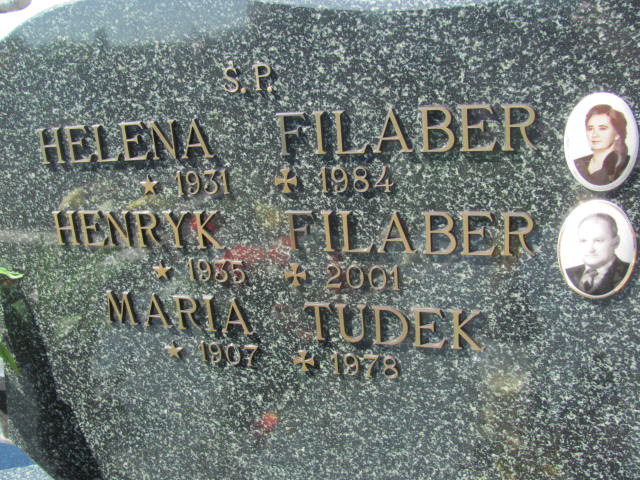 Ś.P.
HELENA FILABER
★ 1931 ✠ 1984
HENRYK FILABER
★ 1935 ✠ 2001
MARIA TUDEK
★ 1907 ✠ 1978